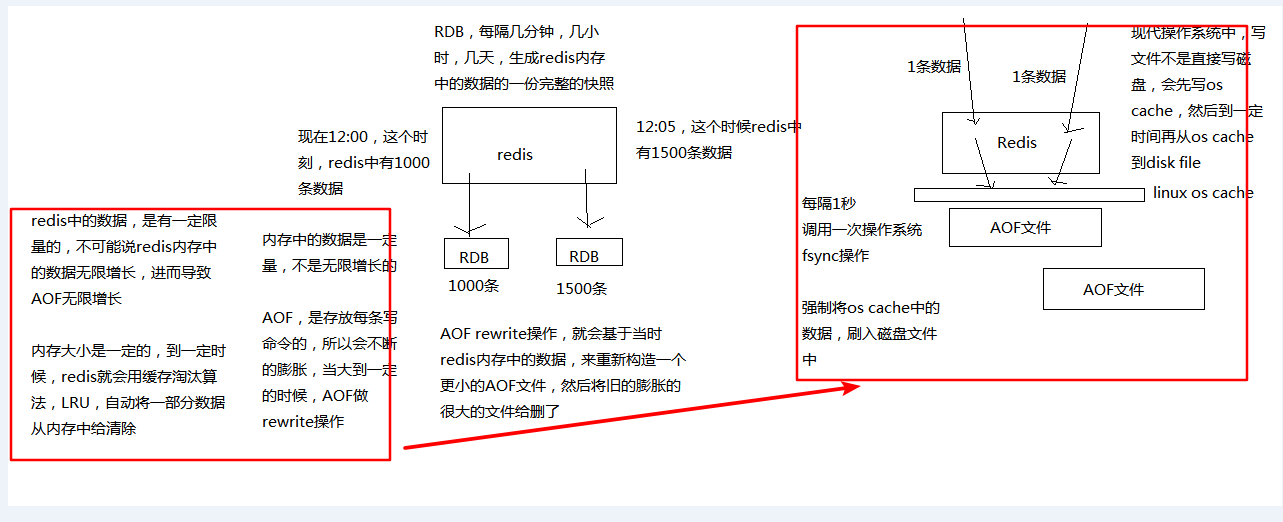 RDB，每隔几分钟，几小
时，几天，生成redis内存
中的数据的一份完整的快照
现在12:00，这个时
刻，redis中有1000
条数据
redis
12:05，这个时候redis中
有1500条数据
RDB
1000条
RDB
1500条
redis中的数据，是有一定限
量的，不可能说redis内存中
的数据无限增长，进而导致
AOF无限增长
内存大小是一定的，到一定时
候，redis就会用缓存淘汰算
法，LRU，自动将一部分数据
从内存中给清除
内存中的数据是一定
量，不是无限增长的
AOF，是存放每条写
命令的，所以会不断
的膨胀，当大到一定
的时候，AOF做
rewrite操作
AOF rewrite操作，就会基于当时
redis内存中的数据，来重新构造一个
更小的AOF文件，然后将旧的膨胀的
很大的文件给删了
1条数据
1条数据
现代操作系统中，写
文件不是直接写磁
盘，会先写os
cache，然后到一定
时间再从os cache
到disk file
Redis
linux os cache
每隔1秒
调用一次操作系统
fsync操作
强制将os cache中的
数据，刷入磁盘文件
中
AOF文件
AOF文件